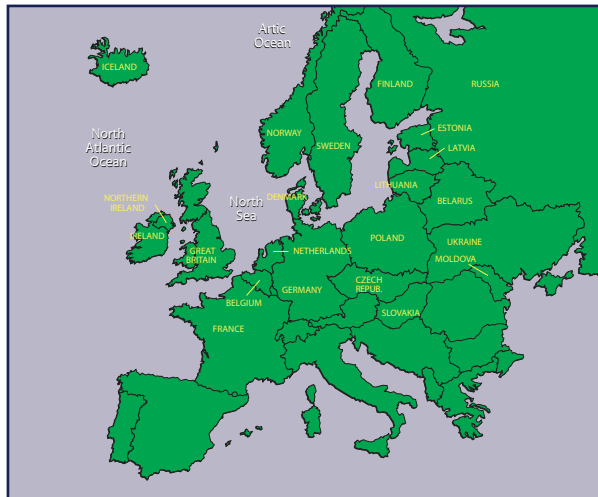 Artic
Ocean
ICELAND
FINLAND
RUSSIA
North
Atlantic
Ocean
NORWAY
SWEDEN
ESTONIA
LATVIA
LITHUANIA
NORTHERN
IRELAND
North
Sea
DENMARK
BELARUS
IRELAND
GREAT
BRITAIN
NETHERLANDS
POLAND
UKRAINE
MOLDOVA
BELGIUM
GERMANY
CZECH
REPUB.
SLOVAKIA
FRANCE